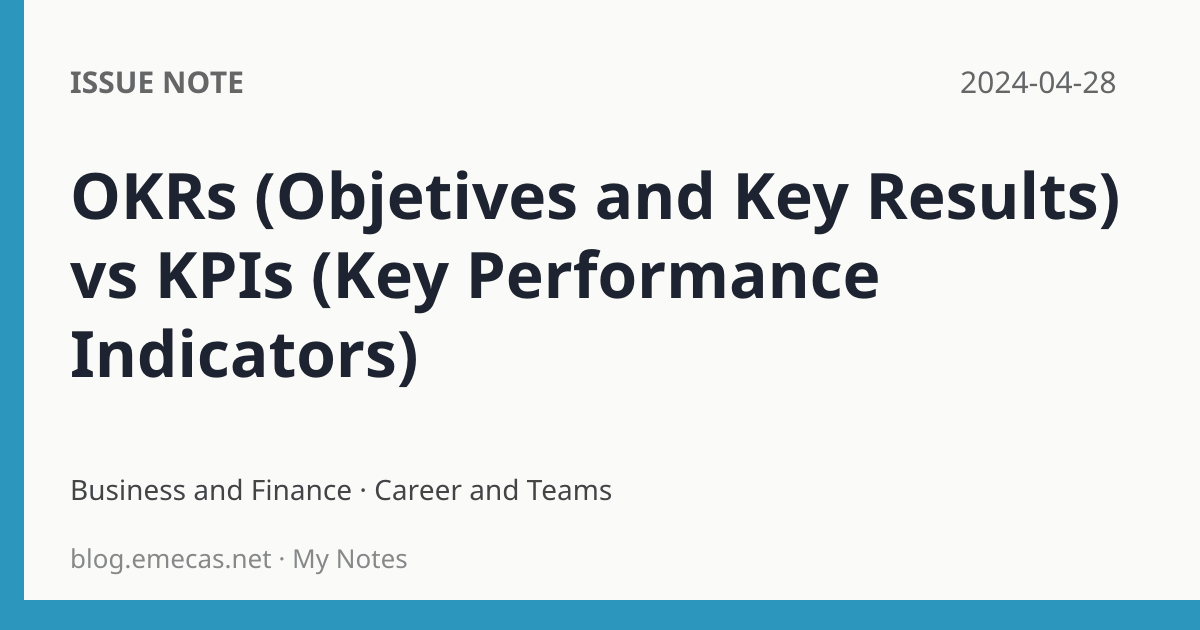 ISSUE NOTE
2024-04-28
OKRs (Objetives and Key Results)
vs KPIs (Key Performance
Indicators)
Business and Finance · Career and Teams
blog.emecas.net · My Notes